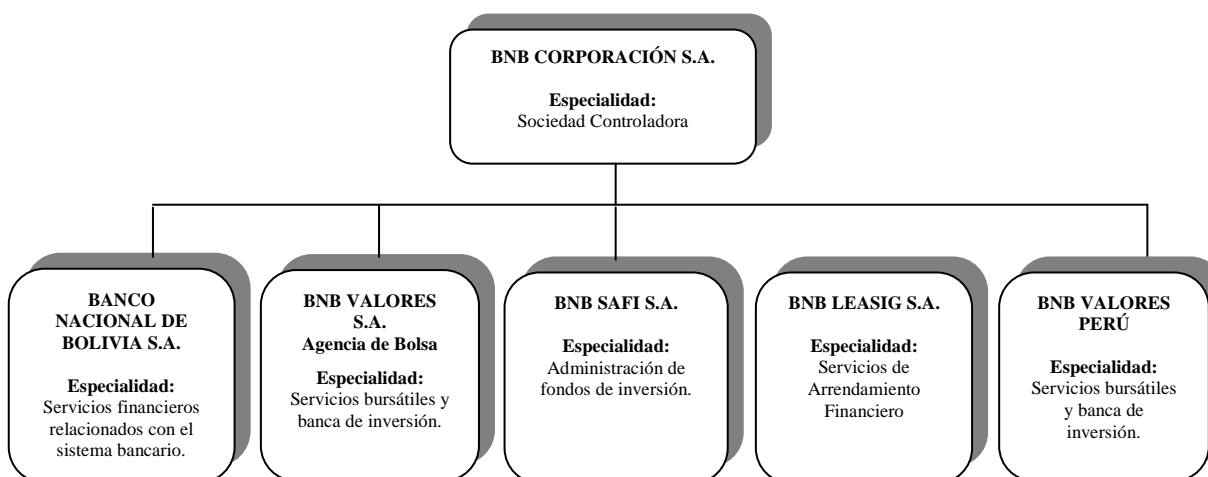 BNB CORPORACIÓN S.A.
Especialidad:
Sociedad Controladora
BANCO
NACIONAL DE
BOLIVIA S.A.
Especialidad:
Servicios financieros
relacionados con el
sistema bancario.
BNB VALORES
S.A.
Agencia de Bolsa
Especialidad:
Servicios bursátiles y
banca de inversión.
BNB SAFI S.A.
Especialidad:
Administración de
fondos de inversión.
BNB LEASIG S.A.
Especialidad:
Servicios de
Arrendamiento
Financiero
BNB VALORES
PERÚ
Especialidad:
Servicios bursátiles
y banca de
inversión.